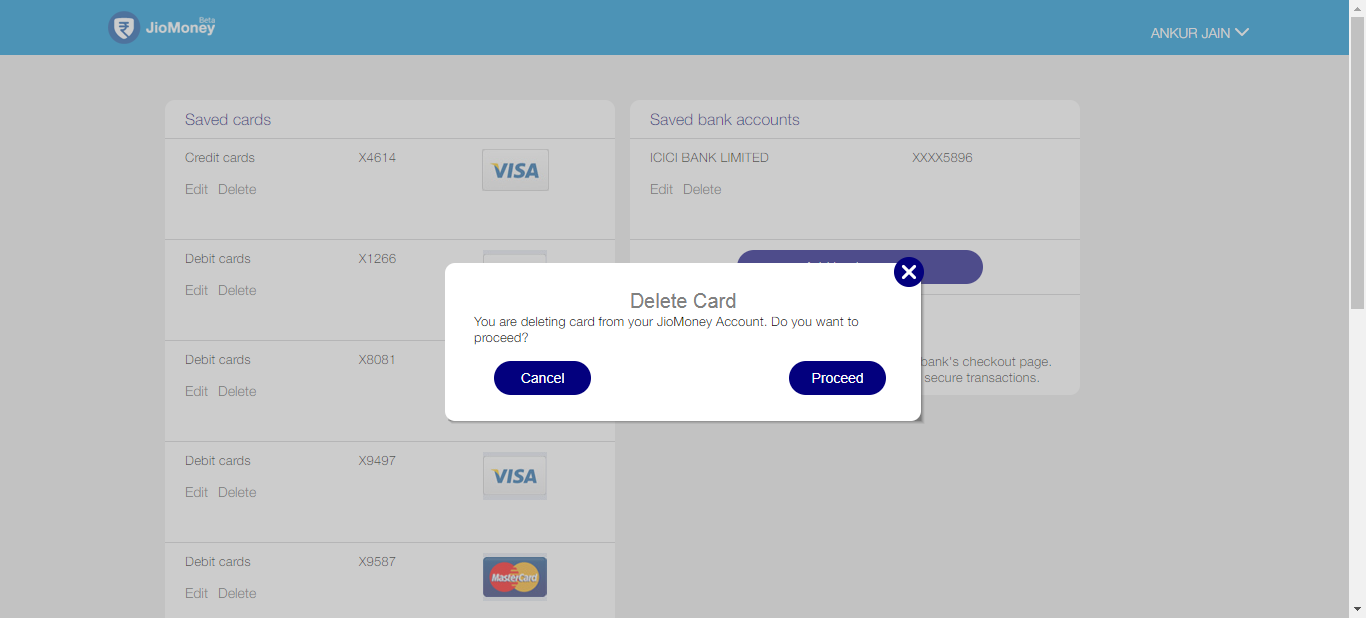 Beta
JioMoney
ANKUR JAIN
Saved cards
Credit cards X4614 VISA
Edit Delete
Debit cards X1266
Edit Delete
Debit cards X8081
Edit Delete
Debit cards X9497 VISA
Edit Delete
Debit cards X9587 MasterCard
Edit Delete
Saved bank accounts
ICICI BANK LIMITED XXXX5896
Edit Delete
bank's checkout page.
secure transactions.
Delete Card
You are deleting card from your JioMoney Account. Do you want to
proceed?
Cancel Proceed